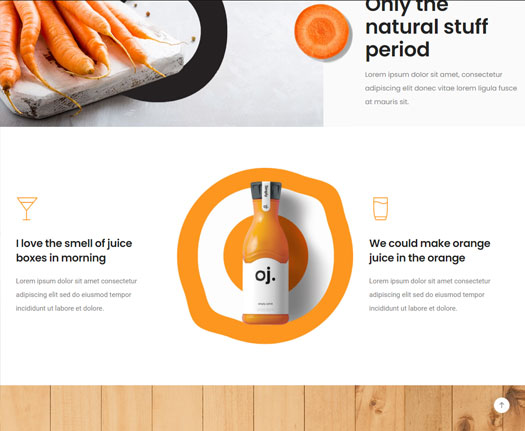 Only the
natural stuff
period
Lorem ipsum dolor sit amet, consectetur
adipiscing elit donec vitae lorem ligula fusce
at mauris sit.
I love the smell of juice
boxes in morning
Lorem ipsum dolor sit amet consectetur
adipiscing elit sed do eiusmod tempor
incididunt ut labore et dolore.
oj.
We could make orange
juice in the orange
Lorem ipsum dolor sit amet consectetur
adipiscing elit sed do eiusmod tempor
incididunt ut labore et dolore.